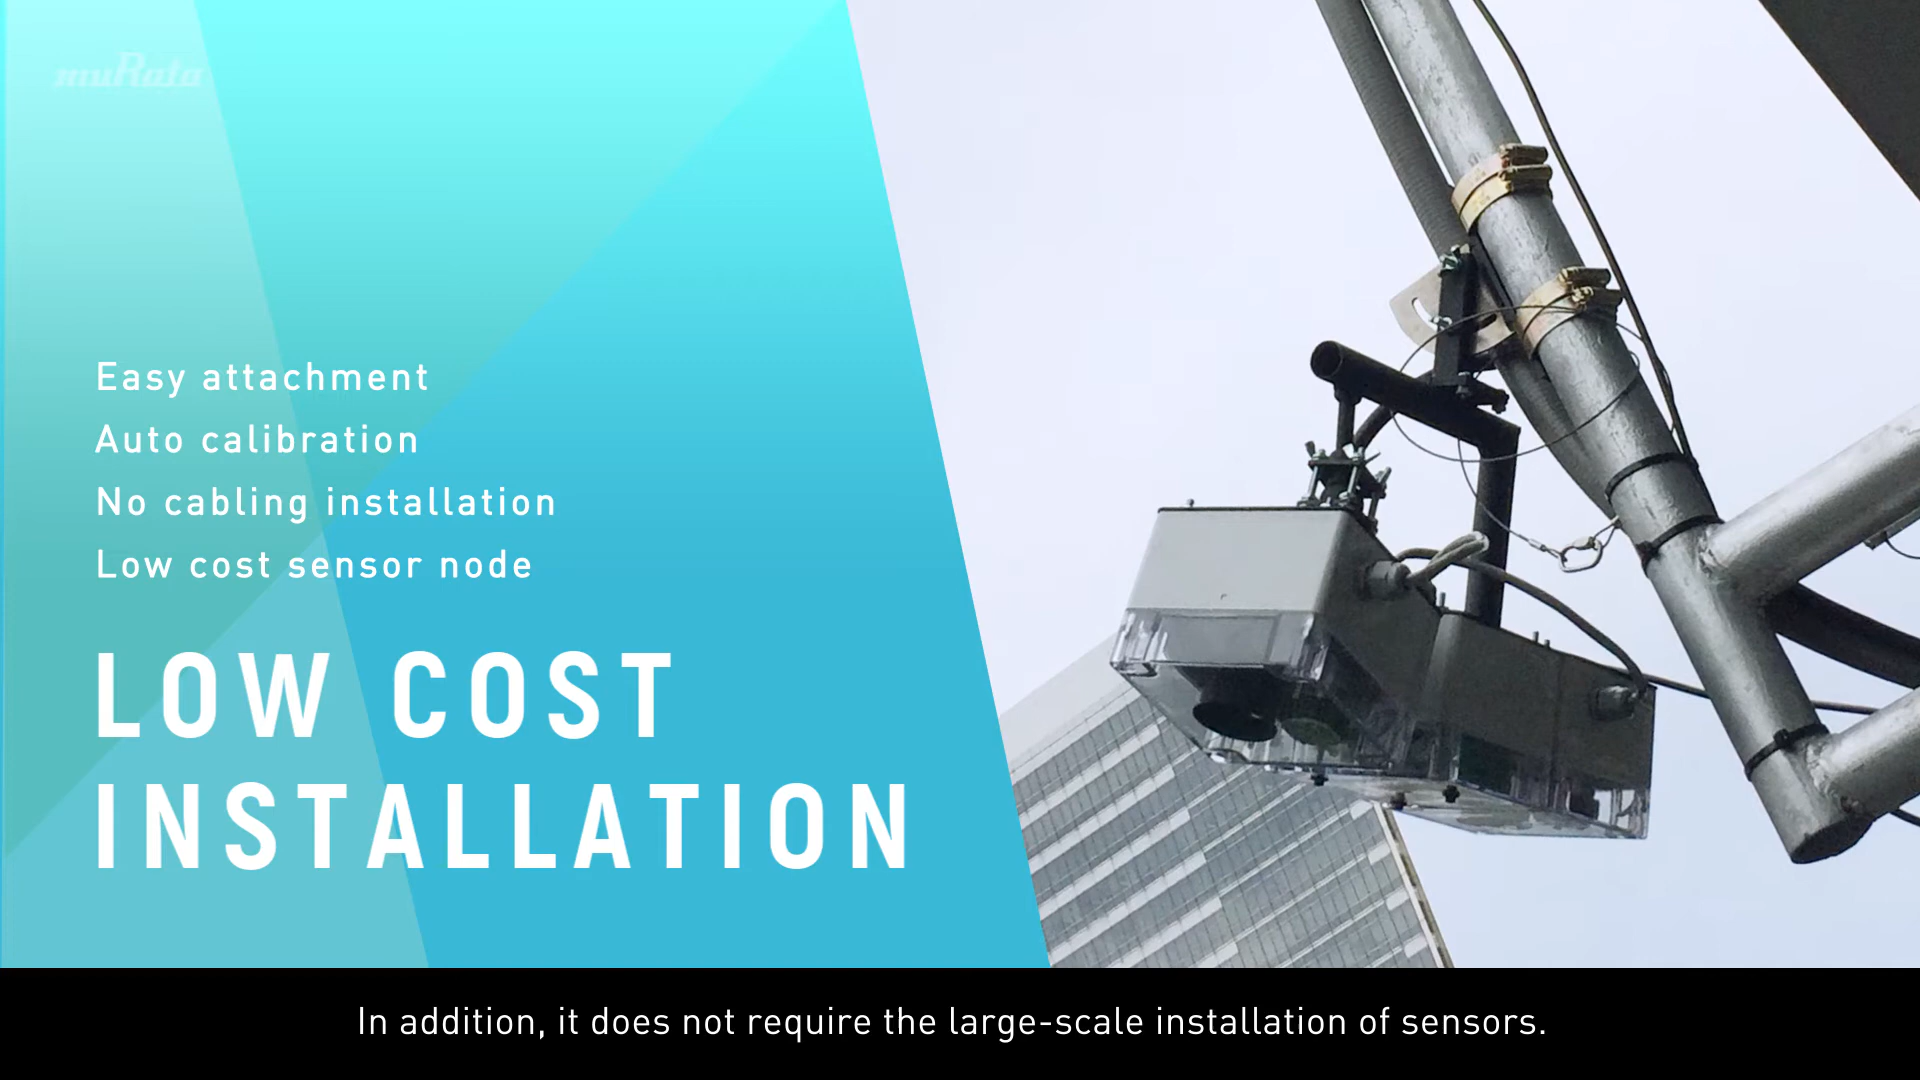 muRata
Easy attachment
Auto calibration
No cabling installation
Low cost sensor node
LOW COST
INSTALLATION
In addition, it does not require the large-scale installation of sensors.